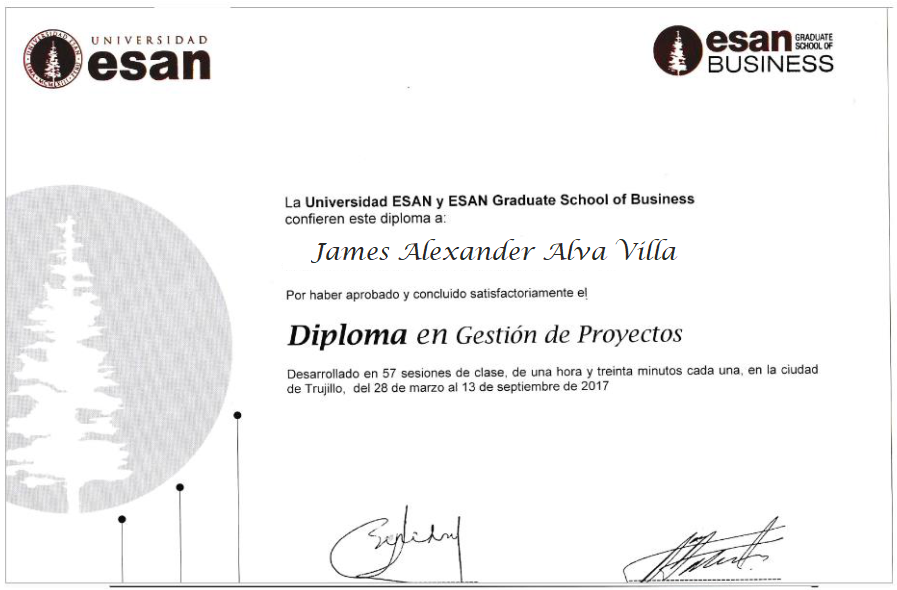 UNIVERSIDAD
esan
esan GRADUATE
SCHOOL OF
BUSINESS
La Universidad ESAN y ESAN Graduate School of Business
confieren este diploma a:
James Alexander Alva Villa
Por haber aprobado y concluido satisfactoriamente el
Diploma en Gestión de Proyectos
Desarrollado en 57 sesiones de clase, de una hora y treinta minutos cada una, en la ciudad
de Trujillo, del 28 de marzo al 13 de septiembre de 2017